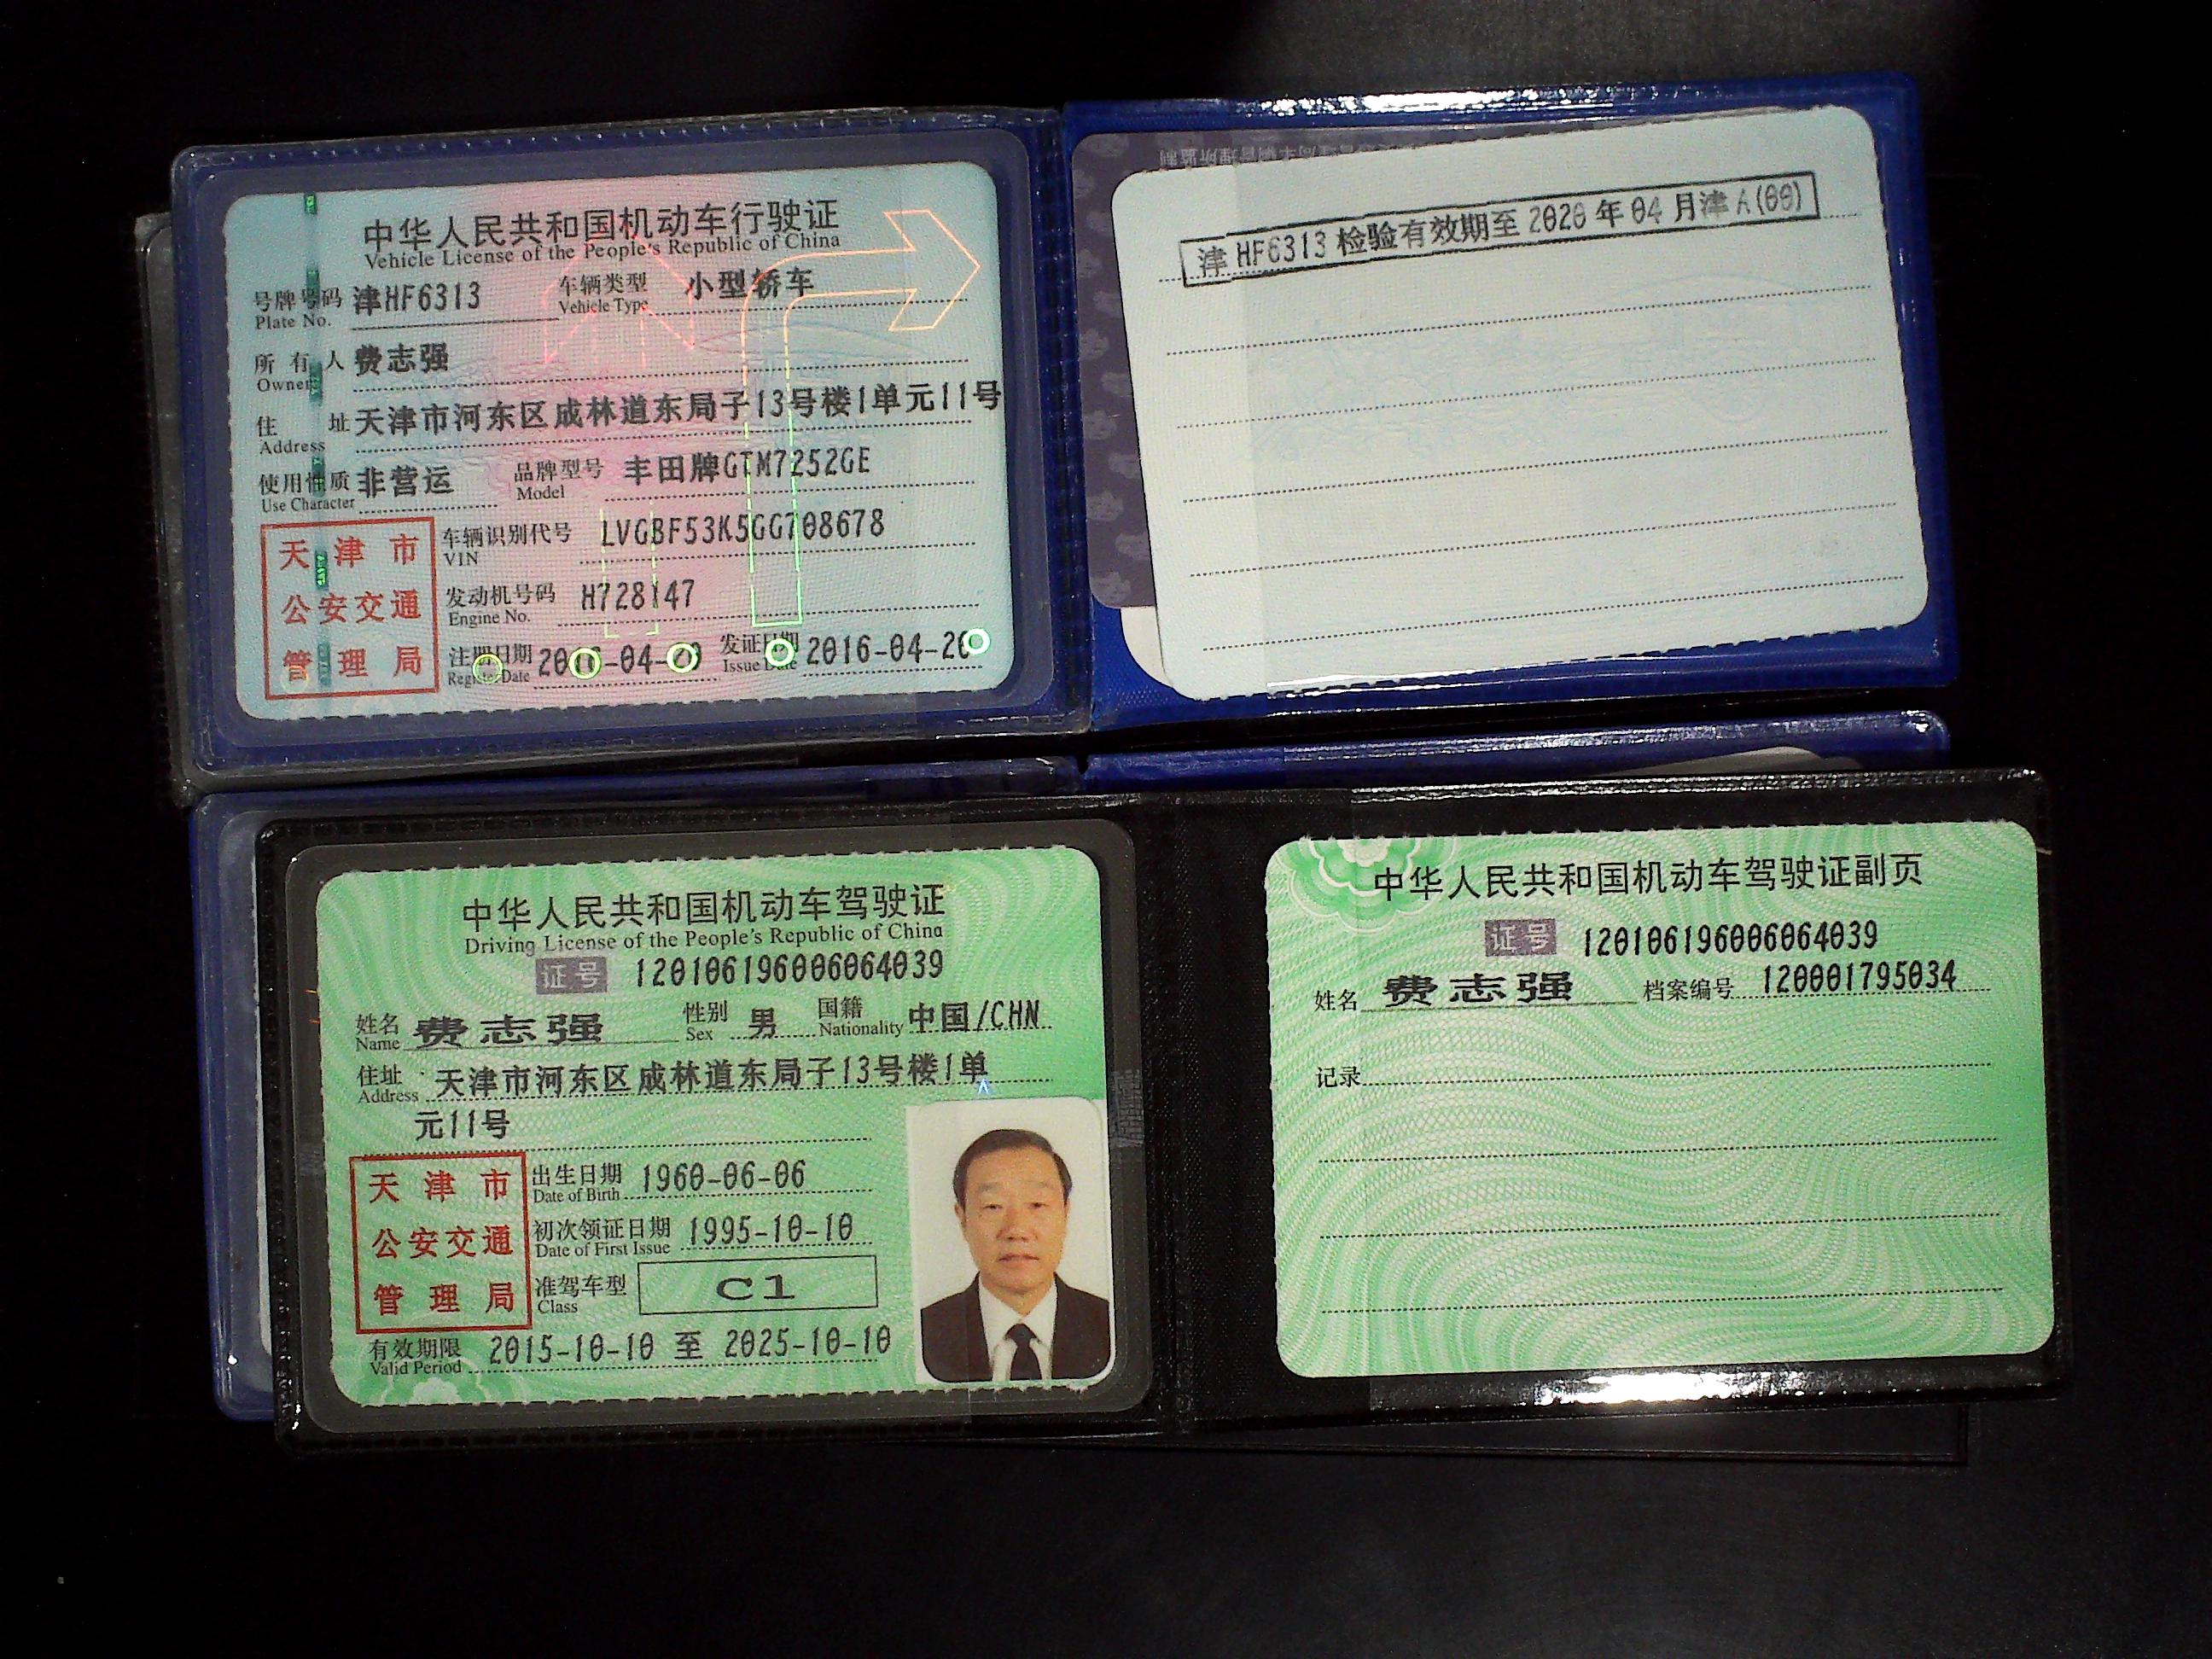 中华人民共和国机动车行驶证
Vehicle License of the People's Republic of China
号牌号码 津HF6313 车辆类型 小型轿车
Plate No. Vehicle Type
所有人 费志强
Owner
住址 天津市河东区成林道东局子13号楼1单元11号
Address
使用性质 非营运 品牌型号 丰田牌GTM7252GE
Use Character Model
天津市
公安交通
管理局
车辆识别代号 LVGBF53K5GG708678
VIN
发动机号码 H728147
Engine No.
注册日期 发证日期
Register Date Issue Date
津HF6313检验有效期至2020年04月津A(00)
中华人民共和国机动车驾驶证
Driving License of the People's Republic of China
证号 120106196006064039
姓名 费志强 性别 男 国籍 中国/CHN
Name Sex Nationality
住址 天津市河东区成林道东局子13号楼1单
Address
元11号
天津市
公安交通
管理局
出生日期 1960-06-06
Date of Birth
初次领证日期 1995-10-10
Date of First Issue
准驾车型 C1
Class
有效期限 2015-10-10 至 2025-10-10
Valid Period
中华人民共和国机动车驾驶证副页
证号 120106196006064039
姓名 费志强 档案编号 120001795034
记录